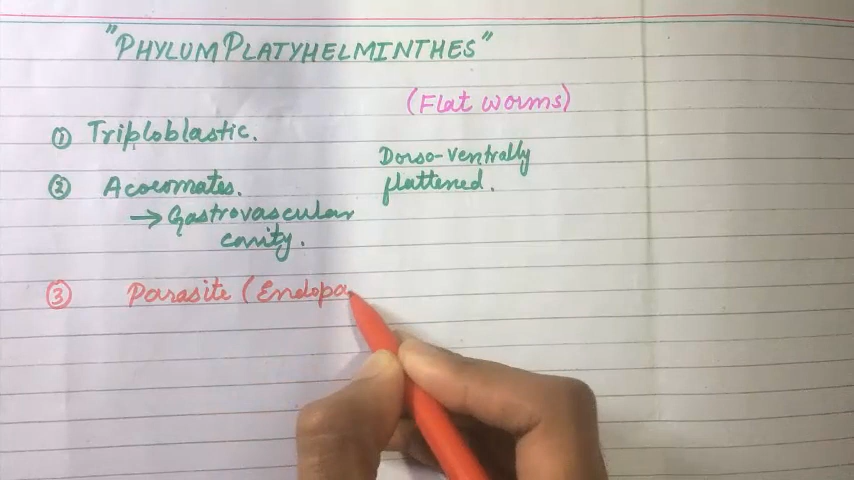 "PHYLUM PLATYHELMINTHES"
(Flat worms)
① Triploblastic.
Dorso-ventrally
flattened.
② Acoelomates.
→ Gastrovascular
cavity.
③ Parasite (Endopa